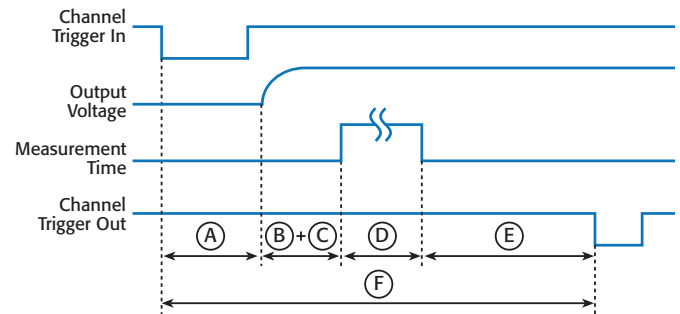 Channel
Trigger In
Output
Voltage
Measurement
Time
Channel
Trigger Out
A
B+C
D
E
F